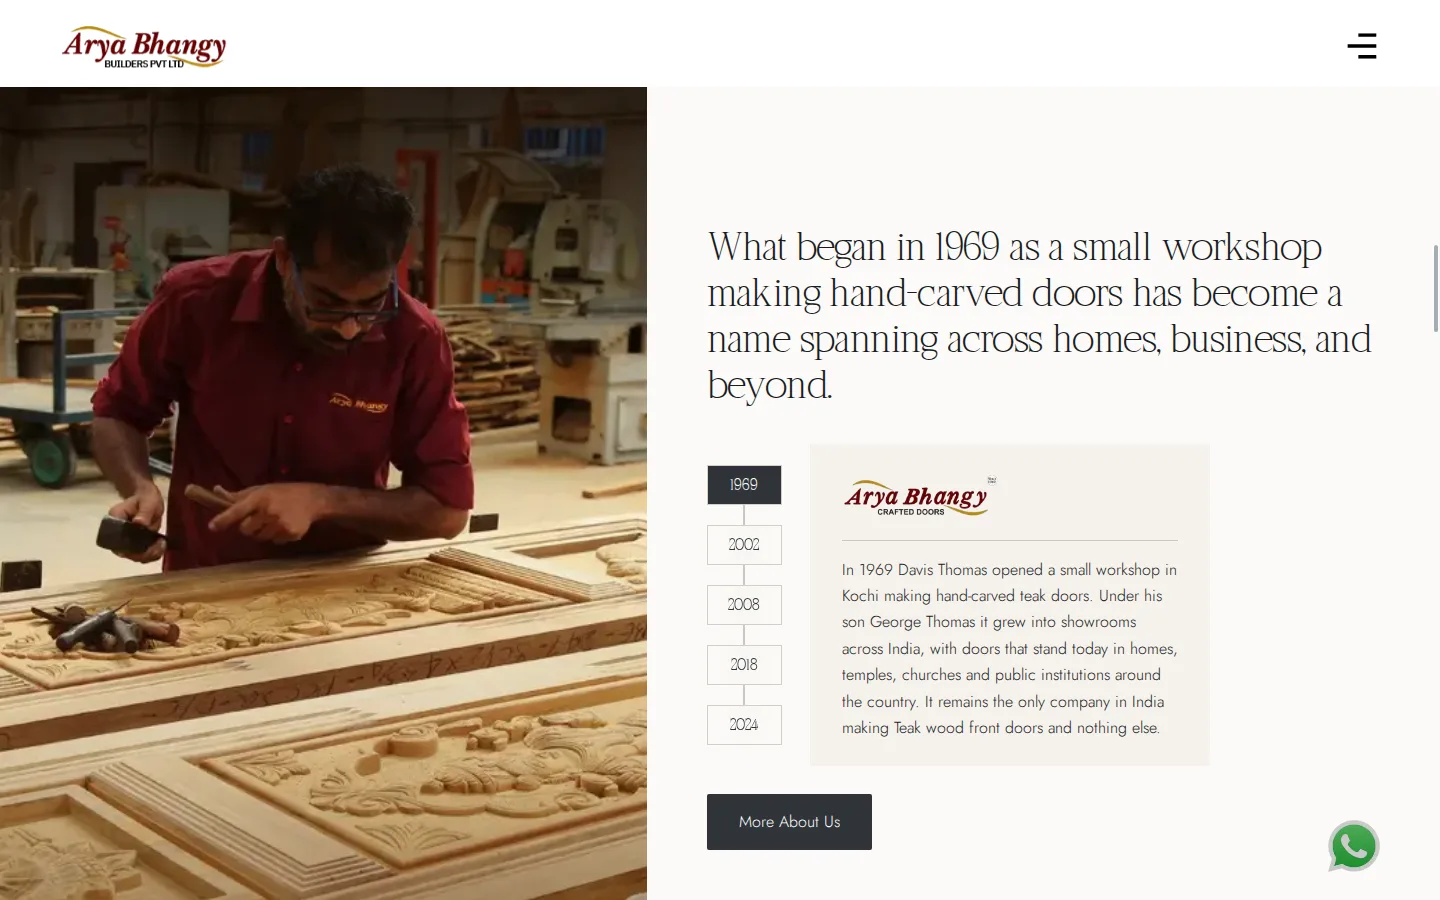 Arya Bhangy
BUILDERS PVT LTD
Arya Bhangy
What began in 1969 as a small workshop
making hand-carved doors has become a
name spanning across homes, business, and
beyond.
1969
2002
2008
2018
2024
Arya Bhangy
CRAFTED DOORS
In 1969 Davis Thomas opened a small workshop in
Kochi making hand-carved teak doors. Under his
son George Thomas it grew into showrooms
across India, with doors that stand today in homes,
temples, churches and public institutions around
the country. It remains the only company in India
making Teak wood front doors and nothing else.
More About Us